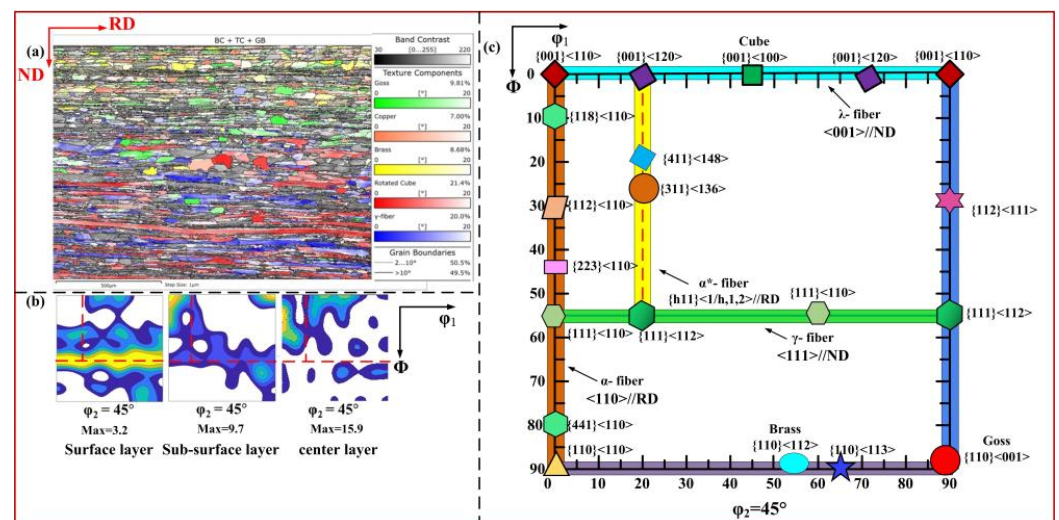 RD
ND
(a)
BC + TC + GB
Band Contrast
30 [0...255] 220
Texture Components
Goss 9.81%
0 [°] 20
Copper 7.00%
0 [°] 20
Brass 8.68%
0 [°] 20
Rotated Cube 21.4%
0 [°] 20
γ-fiber 20.0%
0 [°] 20
Grain Boundaries
2...10° 50.5%
>10° 49.5%
500μm Step Size: 1μm
(b)
φ1
Φ
φ2 = 45° φ2 = 45° φ2 = 45°
Max=3.2 Max=9.7 Max=15.9
Surface layer Sub-surface layer center layer
(c)
φ1
Φ
Cube
{001}<110> {001}<120> {001}<100> {001}<120> {001}<110>
0
λ- fiber
<001>//ND
10
{118}<110>
20
{411}<148>
{311}<136>
30
{112}<110>
{112}<111>
40
{223}<110>
50
α*- fiber
{h11}<1/h,1,2>//RD
{111}<110>
{111}<110> {111}<112> {111}<112>
60
γ- fiber
<111>//ND
70
α- fiber
<110>//RD
80
{441}<110>
Brass
{110}<112> {110}<113>
{110}<110>
Goss
{110}<001>
90
0 10 20 30 40 50 60 70 80 90
φ2=45°